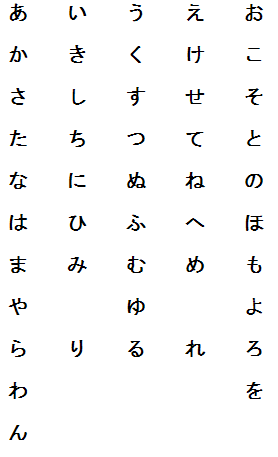 あ い う え お
か き く け こ
さ し す せ そ
た ち つ て と
な に ぬ ね の
は ひ ふ へ ほ
ま み む め も
や ゆ よ
ら り る れ ろ
わ を
ん